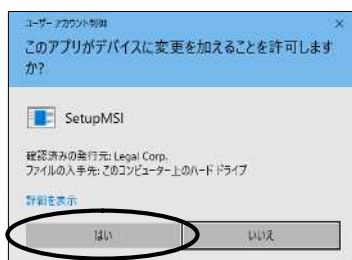 ユーザー アカウント制御
×
このアプリがデバイスに変更を加えることを許可します
か?
SetupMSI
確認済みの発行元: Legal Corp.
ファイルの入手先: このコンピューター上のハード ドライブ
詳細を表示
はい
いいえ